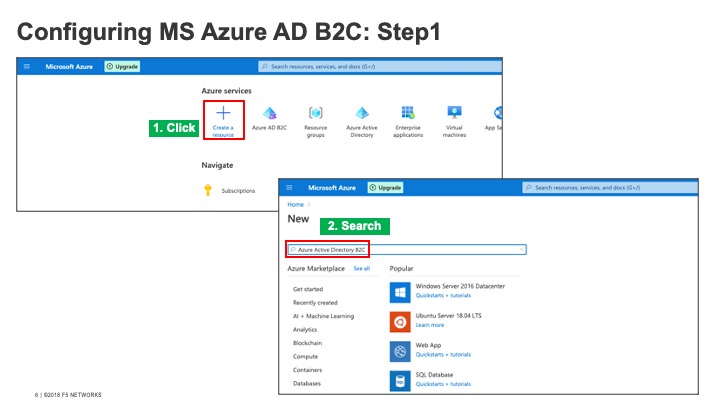 Configuring MS Azure AD B2C: Step1
Microsoft Azure
Upgrade
Search resources, services, and docs (G+/)
Azure services
1. Click
Create a resource
Azure AD B2C
Resource groups
Azure Active Directory
Enterprise applications
Virtual machines
App Se
Navigate
Subscriptions
Microsoft Azure
Upgrade
Search resources, services, and docs (G+/)
Home >
New
2. Search
Azure Active Directory B2C
Azure Marketplace See all
Popular
Get started
Recently created
AI + Machine Learning
Analytics
Blockchain
Compute
Containers
Databases
Windows Server 2016 Datacenter
Quickstarts + tutorials
Ubuntu Server 18.04 LTS
Learn more
Web App
Quickstarts + tutorials
SQL Database
Quickstarts + tutorials
6 | ©2018 F5 NETWORKS